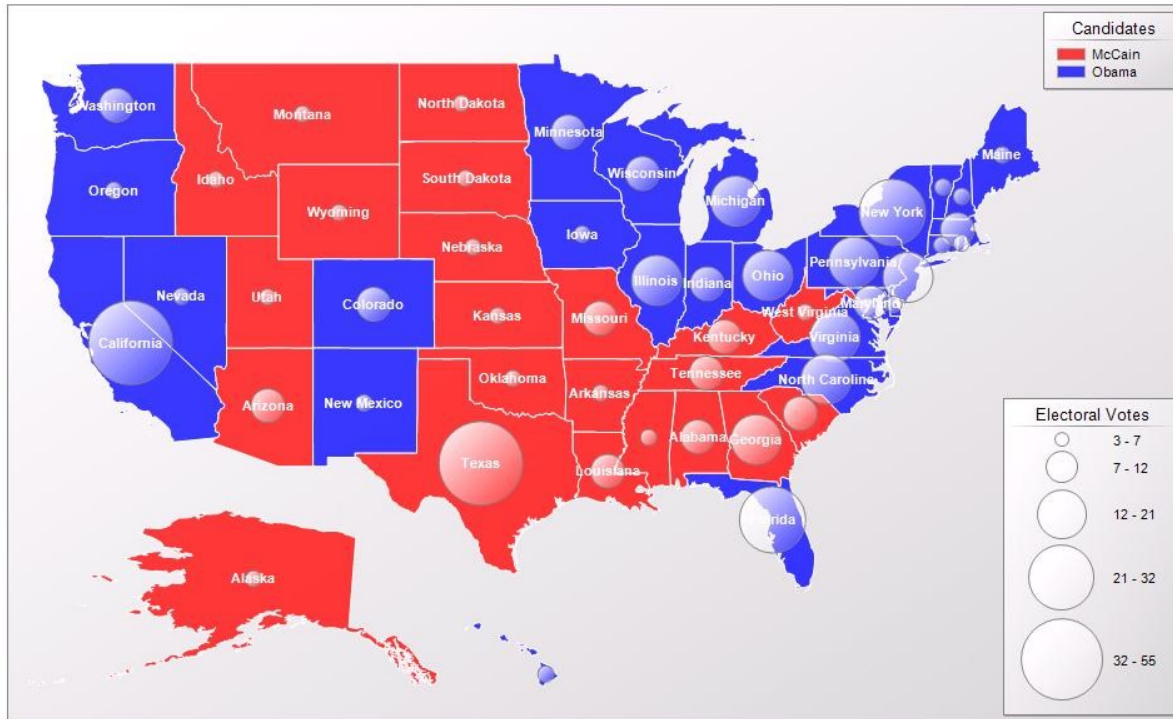 Candidates
McCain
Obama
Washington
Montana
North Dakota
Minnesota
Maine
Oregon
Idaho
South Dakota
Wisconsin
Wyoming
Michigan
New York
Nebraska
Iowa
Pennsylvania
Nevada
Utah
Colorado
Illinois
Indiana
Ohio
Maryland
Kansas
Missouri
West Virginia
California
Kentucky
Virginia
Oklahoma
Tennessee
North Carolina
Arizona
New Mexico
Arkansas
Alabama
Georgia
Texas
Louisiana
Florida
Alaska
Electoral Votes
3 - 7
7 - 12
12 - 21
21 - 32
32 - 55